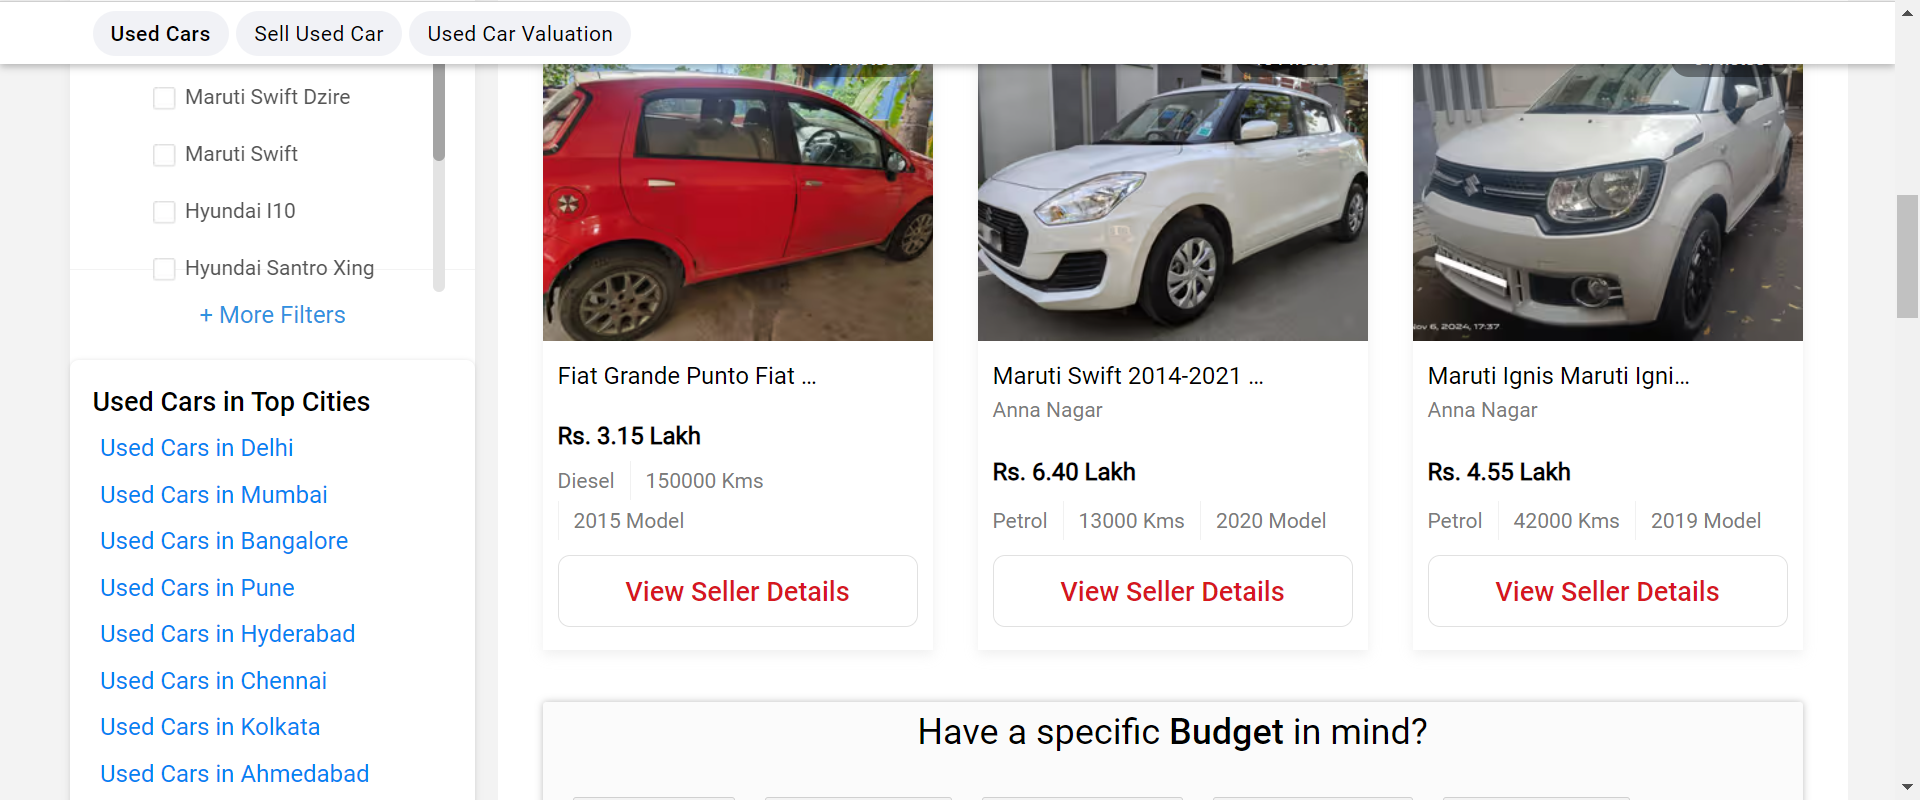 Used Cars
Sell Used Car
Used Car Valuation
Maruti Swift Dzire
Maruti Swift
Hyundai I10
Hyundai Santro Xing
+ More Filters
Used Cars in Top Cities
Used Cars in Delhi
Used Cars in Mumbai
Used Cars in Bangalore
Used Cars in Pune
Used Cars in Hyderabad
Used Cars in Chennai
Used Cars in Kolkata
Used Cars in Ahmedabad
Fiat Grande Punto Fiat ...
Rs. 3.15 Lakh
Diesel
150000 Kms
2015 Model
View Seller Details
Maruti Swift 2014-2021 ...
Anna Nagar
Rs. 6.40 Lakh
Petrol
13000 Kms
2020 Model
View Seller Details
Nov 6, 2024, 17:37
Maruti Ignis Maruti Igni...
Anna Nagar
Rs. 4.55 Lakh
Petrol
42000 Kms
2019 Model
View Seller Details
Have a specific Budget in mind?